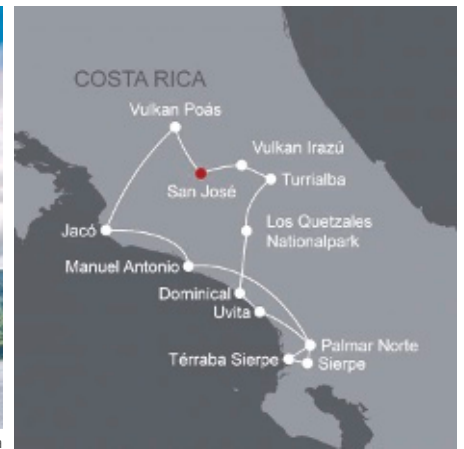 COSTA RICA
Vulkan Poás
Vulkan Irazú
San José
Turrialba
Los Quetzales
Nationalpark
Jacó
Manuel Antonio
Dominical
Uvita
Palmar Norte
Térraba Sierpe
Sierpe